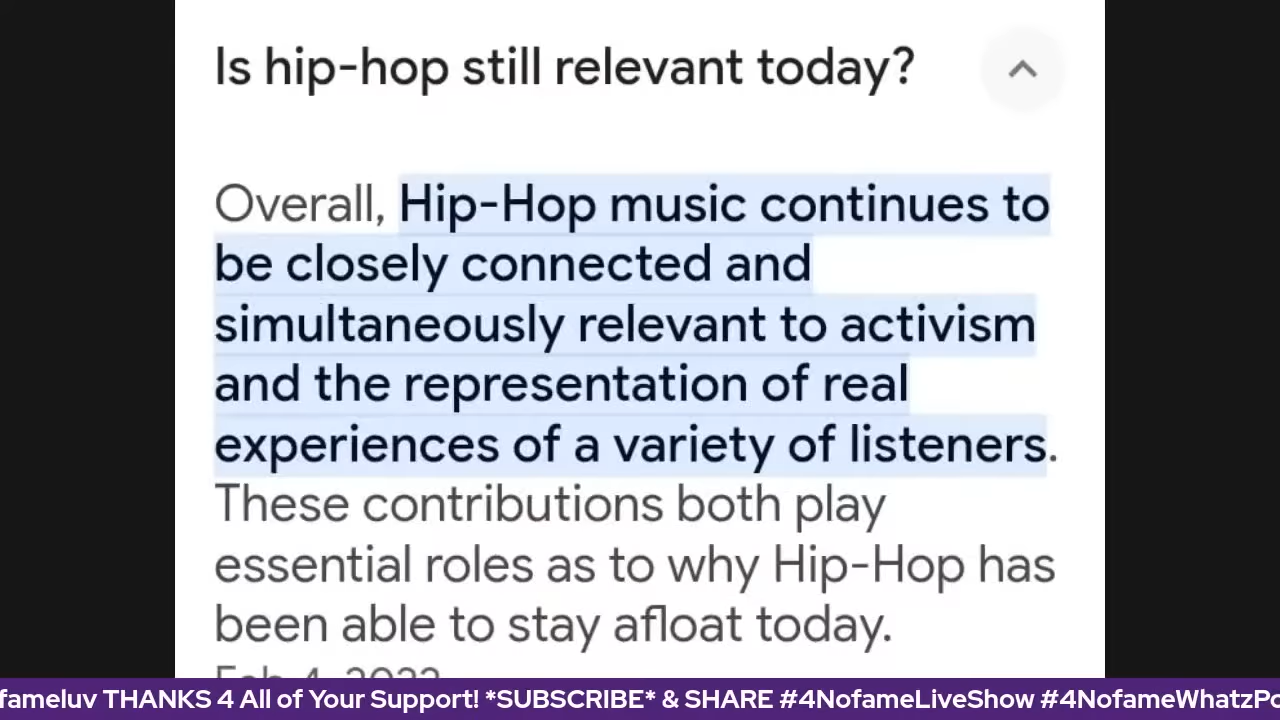 Is hip-hop still relevant today?
Overall, Hip-Hop music continues to
be closely connected and
simultaneously relevant to activism
and the representation of real
experiences of a variety of listeners.
These contributions both play
essential roles as to why Hip-Hop has
been able to stay afloat today.
Feb 4,
fameluv THANKS 4 All of Your Support! *SUBSCRIBE* & SHARE #4NofameLiveShow #4NofameWhatzPo